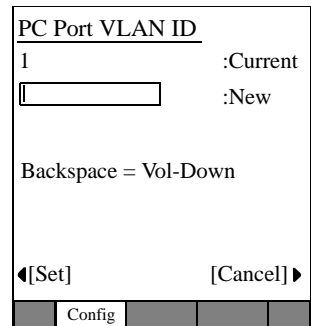 PC Port VLAN ID
1 :Current
:New
Backspace = Vol-Down
[Set] [Cancel]
Config